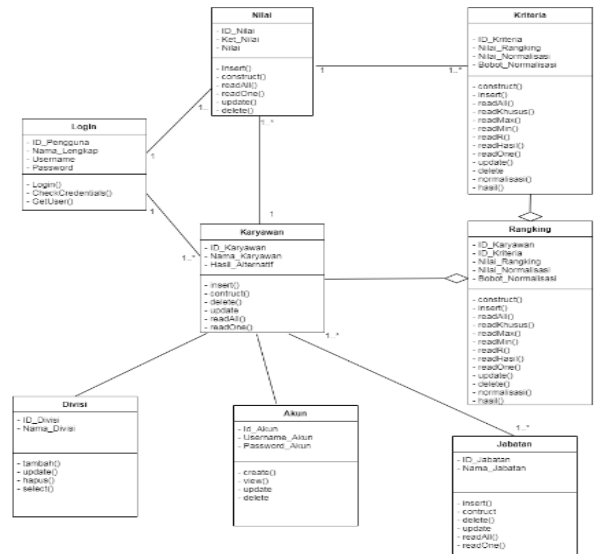 Nilai
- ID_Nilai
- Ket_Nilai
- Nilai
- Insert()
- construct()
- readAll()
- readOne()
- update()
- delete()
Kriteria
- ID_Kriteria
- Nilai_Rangking
- Nilai_Normalisasi
- Bobot_Normalisasi
- construct()
- insert()
- readAll()
- readKhusus()
- readMax()
- readMin()
- readR()
- readHasil()
- readOne()
- update()
- delete
- normalisasi()
- hasil()
1
1..*
1..
1
1..*
1
Login
- ID_Pengguna
- Nama_Lengkap
- Username
- Password
- Login()
- CheckCredentials()
- GetUser()
1
1..*
Karyawan
- ID_Karyawan
- Nama_Karyawan
- Hasil_Alternatif
- insert()
- contruct()
- delete()
- update
- readAll()
- readOne()
1..*
Rangking
- ID_Karyawan
- ID_Kriteria
- Nilai_Rangking
- Nilai_Normalisasi
- Bobot_Normalisasi
- construct()
- insert()
- readAll()
- readKhusus()
- readMax()
- readMin()
- readR()
- readHasil()
- readOne()
- update()
- delete()
- normalisasi()
- hasil()
Divisi
- ID_Divisi
- Nama_Divisi
- tambah()
- update()
- hapus()
- select()
Akun
- Id_Akun
- Username_Akun
- Password_Akun
- create()
- view()
- update
- delete
1..*
Jabatan
- ID_Jabatan
- Nama_Jabatan
- insert()
- contruct
- delete()
- update
- readAll()
- readOne()